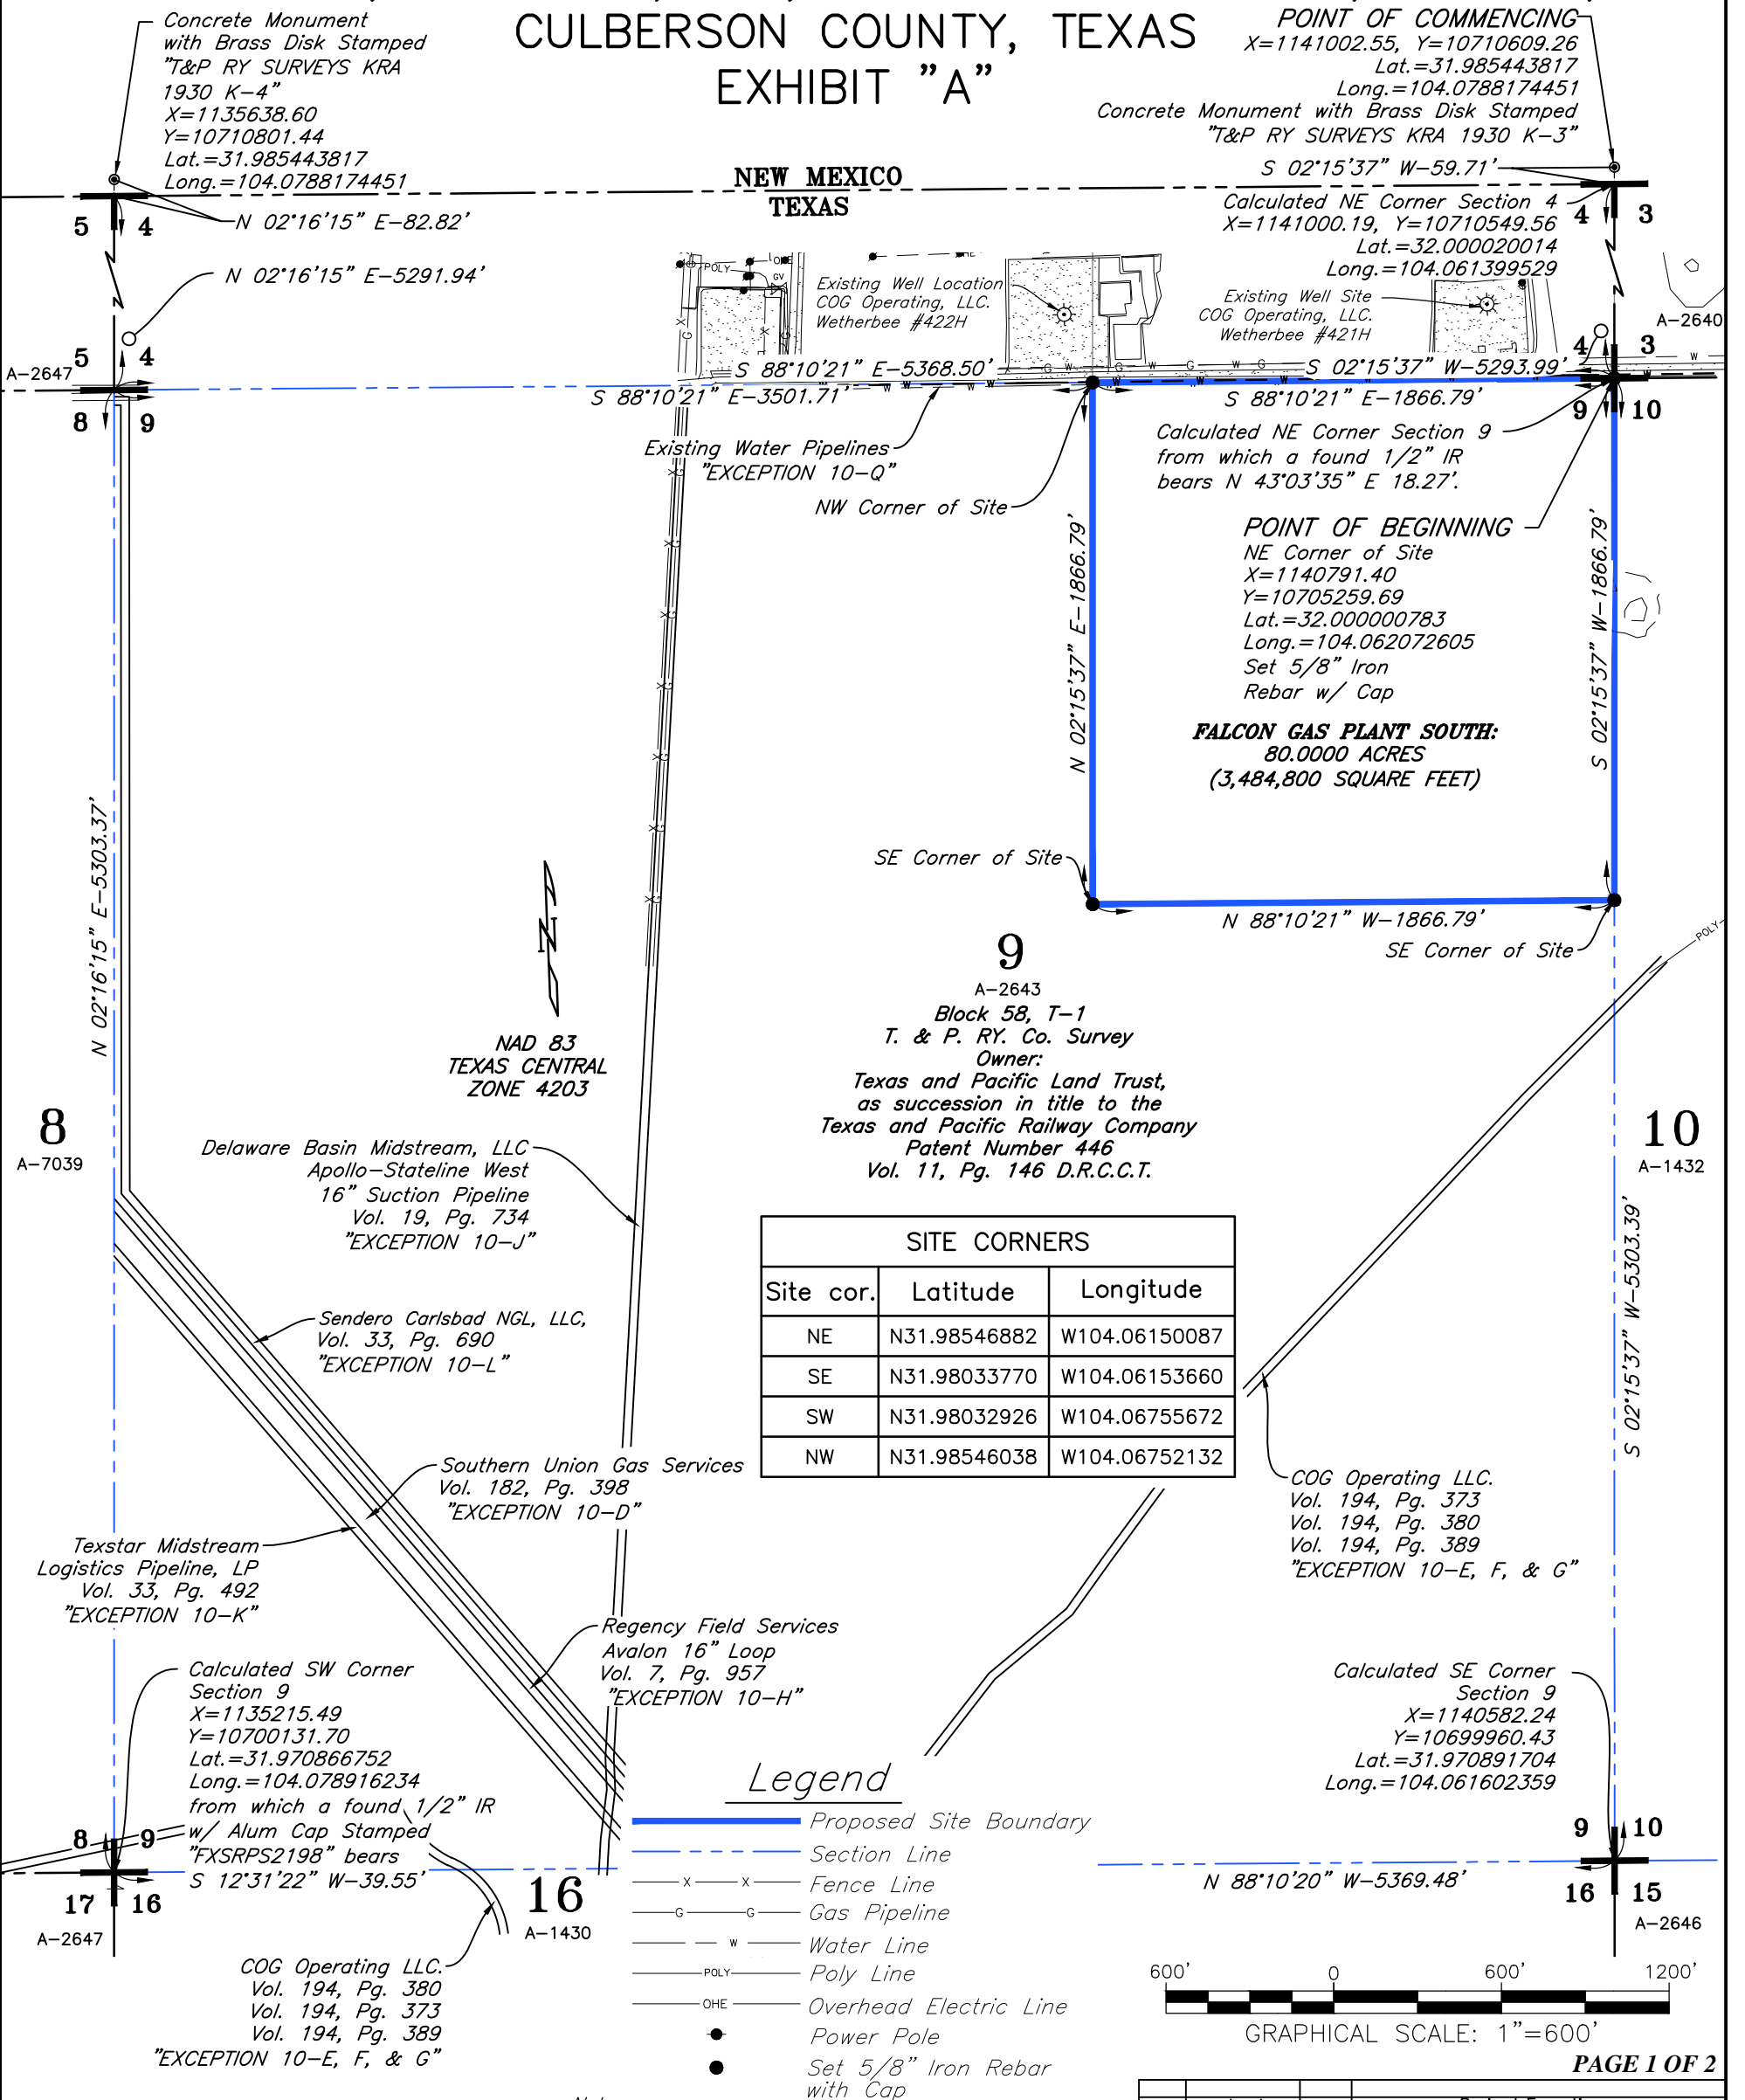 CULBERSON COUNTY, TEXAS
EXHIBIT "A"
Concrete Monument
with Brass Disk Stamped
"T&P RY SURVEYS KRA
1930 K-4"
X=1135638.60
Y=10710801.44
Lat.=31.985443817
Long.=104.0788174451
POINT OF COMMENCING
X=1141002.55, Y=10710609.26
Lat.=31.985443817
Long.=104.0788174451
Concrete Monument with Brass Disk Stamped
"T&P RY SURVEYS KRA 1930 K-3"
S 02°15'37" W-59.71'
NEW MEXICO
TEXAS
5 4
N 02°16'15" E-82.82'
N 02°16'15" E-5291.94'
Calculated NE Corner Section 4
X=1141000.19, Y=10710549.56
Lat.=32.000020014
Long.=104.061399529
4 3
POLY
OHE
GV
Existing Well Location
COG Operating, LLC.
Wetherbee #422H
Existing Well Site
COG Operating, LLC.
Wetherbee #421H
A-2640
A-2647
5 4
8 9
4 3
9 10
S 88°10'21" E-5368.50'
S 02°15'37" W-5293.99'
S 88°10'21" E-3501.71'
S 88°10'21" E-1866.79'
Existing Water Pipelines
"EXCEPTION 10-Q"
NW Corner of Site
Calculated NE Corner Section 9
from which a found 1/2" IR
bears N 43°03'35" E 18.27'.
POINT OF BEGINNING
NE Corner of Site
X=1140791.40
Y=10705259.69
Lat.=32.000000783
Long.=104.062072605
Set 5/8" Iron
Rebar w/ Cap
N 02°15'37" E-1866.79'
S 02°15'37" W-1866.79'
FALCON GAS PLANT SOUTH:
80.0000 ACRES
(3,484,800 SQUARE FEET)
SE Corner of Site
N 88°10'21" W-1866.79'
SE Corner of Site
POLY
N 02°16'15" E-5303.37'
N
NAD 83
TEXAS CENTRAL
ZONE 4203
9
A-2643
Block 58, T-1
T. & P. RY. Co. Survey
Owner:
Texas and Pacific Land Trust,
as succession in title to the
Texas and Pacific Railway Company
Patent Number 446
Vol. 11, Pg. 146 D.R.C.C.T.
8
A-7039
10
A-1432
Delaware Basin Midstream, LLC
Apollo-Stateline West
16" Suction Pipeline
Vol. 19, Pg. 734
"EXCEPTION 10-J"
SITE CORNERS
Site cor. Latitude Longitude
NE N31.98546882 W104.06150087
SE N31.98033770 W104.06153660
SW N31.98032926 W104.06755672
NW N31.98546038 W104.06752132
S 02°15'37" W-5303.39'
Sendero Carlsbad NGL, LLC,
Vol. 33, Pg. 690
"EXCEPTION 10-L"
Southern Union Gas Services
Vol. 182, Pg. 398
"EXCEPTION 10-D"
COG Operating LLC.
Vol. 194, Pg. 373
Vol. 194, Pg. 380
Vol. 194, Pg. 389
"EXCEPTION 10-E, F, & G"
Texstar Midstream
Logistics Pipeline, LP
Vol. 33, Pg. 492
"EXCEPTION 10-K"
Regency Field Services
Avalon 16" Loop
Vol. 7, Pg. 957
"EXCEPTION 10-H"
Calculated SW Corner
Section 9
X=1135215.49
Y=10700131.70
Lat.=31.970866752
Long.=104.078916234
from which a found 1/2" IR
w/ Alum Cap Stamped
"FXSRPS2198" bears
S 12°31'22" W-39.55'
Calculated SE Corner
Section 9
X=1140582.24
Y=10699960.43
Lat.=31.970891704
Long.=104.061602359
8 9
17 16
A-2647
16
A-1430
9 10
16 15
A-2646
N 88°10'20" W-5369.48'
COG Operating LLC.
Vol. 194, Pg. 380
Vol. 194, Pg. 373
Vol. 194, Pg. 389
"EXCEPTION 10-E, F, & G"
Legend
Proposed Site Boundary
Section Line
X X Fence Line
G G Gas Pipeline
W Water Line
POLY Poly Line
OHE Overhead Electric Line
Power Pole
Set 5/8" Iron Rebar
with Cap
600' 0 600' 1200'
GRAPHICAL SCALE: 1"=600'
PAGE 1 OF 2